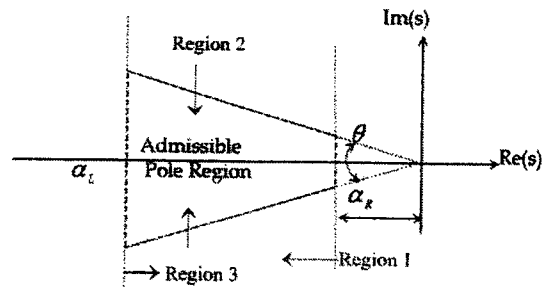 Im(s)
Region 2
θ
Admissible
Pole Region
Re(s)
α_L
α_R
Region 3
Region 1